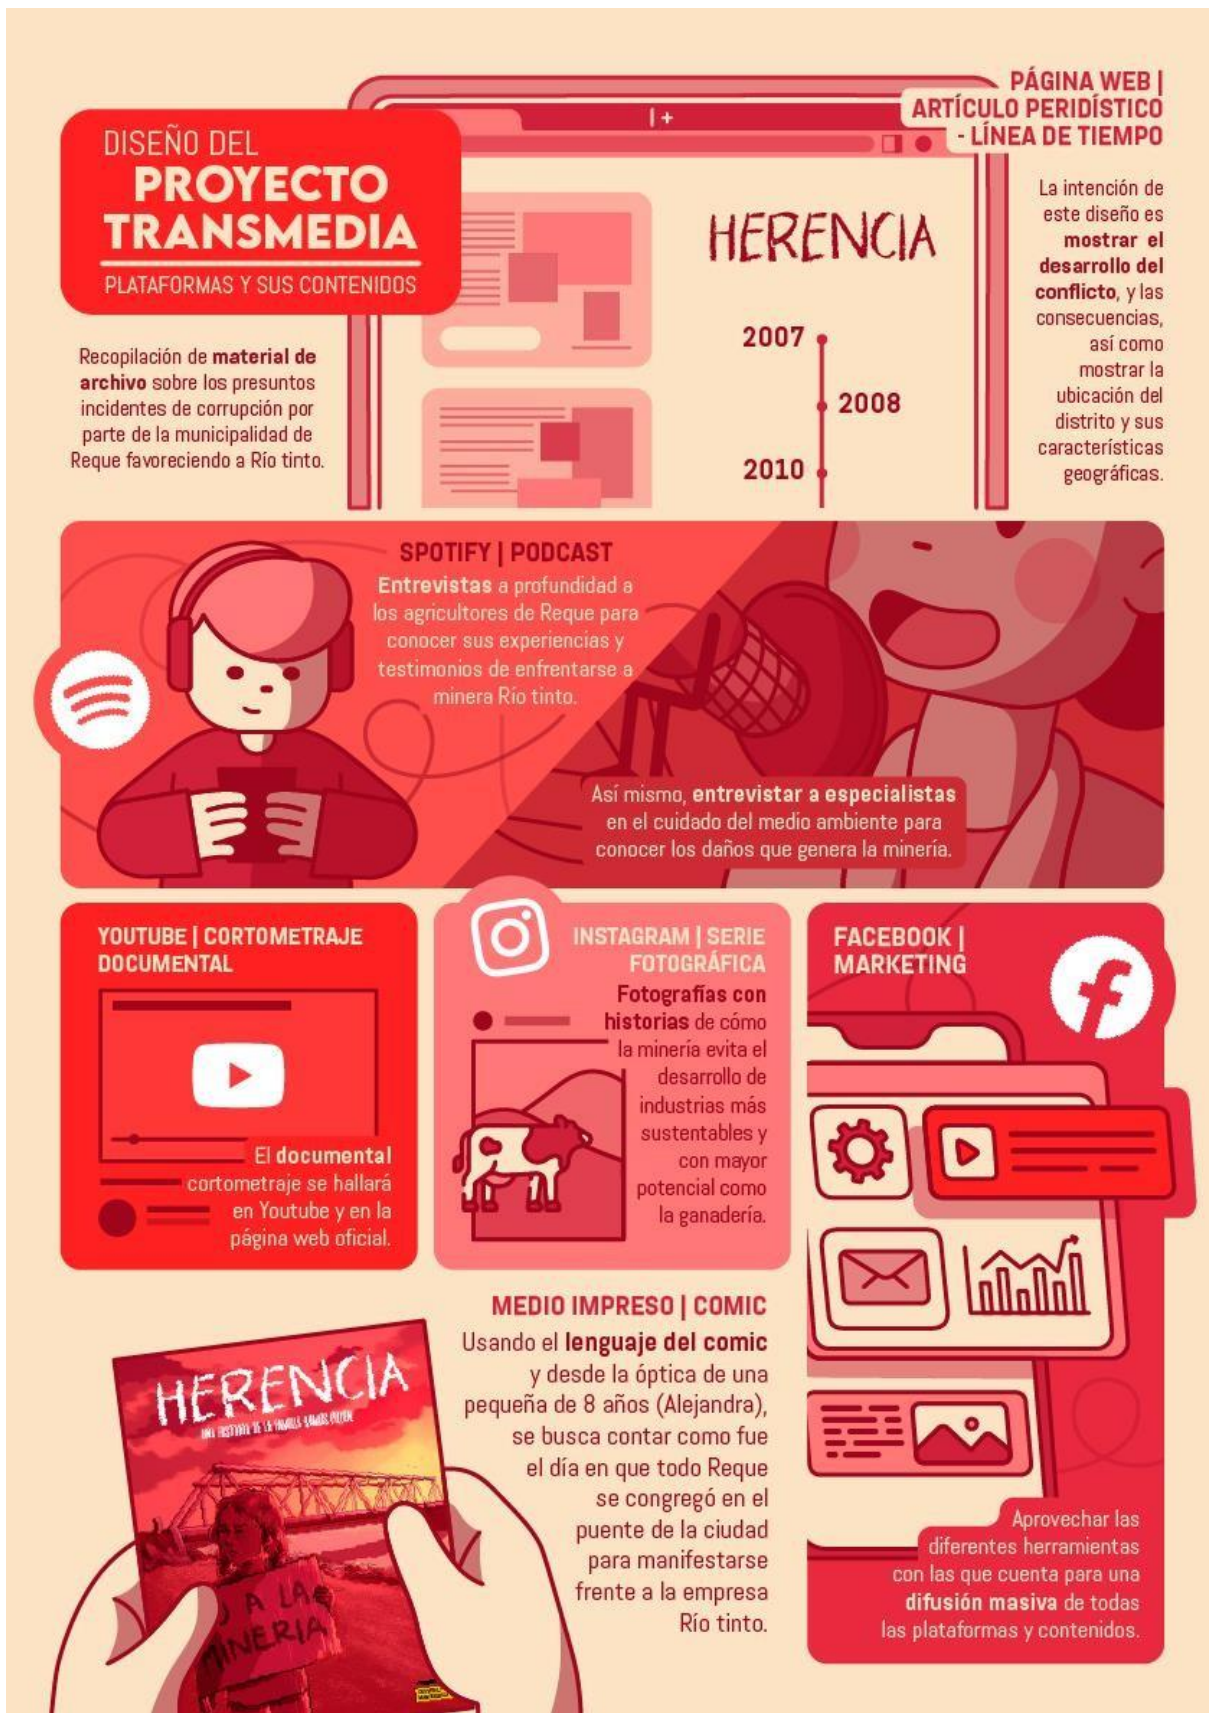 DISEÑO DEL
PROYECTO
TRANSMEDIA
PLATAFORMAS Y SUS CONTENIDOS
Recopilación de material de
archivo sobre los presuntos
incidentes de corrupción por
parte de la municipalidad de
Reque favoreciendo a Río tinto.
HERENCIA
2007
2008
2010
PÁGINA WEB |
ARTÍCULO PERIDÍSTICO
- LÍNEA DE TIEMPO
La intención de
este diseño es
mostrar el
desarrollo del
conflicto, y las
consecuencias,
así como
mostrar la
ubicación del
distrito y sus
características
geográficas.
SPOTIFY | PODCAST
Entrevistas a profundidad a
los agricultores de Reque para
conocer sus experiencias y
testimonios de enfrentarse a
minera Río tinto.
Así mismo, entrevistar a especialistas
en el cuidado del medio ambiente para
conocer los daños que genera la minería.
YOUTUBE | CORTOMETRAJE
DOCUMENTAL
El documental
cortometraje se hallará
en Youtube y en la
página web oficial.
INSTAGRAM | SERIE
FOTOGRÁFICA
Fotografías con
historias de cómo
la minería evita el
desarrollo de
industrias más
sustentables y
con mayor
potencial como
la ganadería.
FACEBOOK |
MARKETING
Aprovechar las
diferentes herramientas
con las que cuenta para una
difusión masiva de todas
las plataformas y contenidos.
MEDIO IMPRESO | COMIC
Usando el lenguaje del comic
y desde la óptica de una
pequeña de 8 años (Alejandra),
se busca contar como fue
el día en que todo Reque
se congregó en el
puente de la ciudad
para manifestarse
frente a la empresa
Río tinto.
HERENCIA
UNA HISTORIA DE LA FAMILIA
A LA
MINERIA